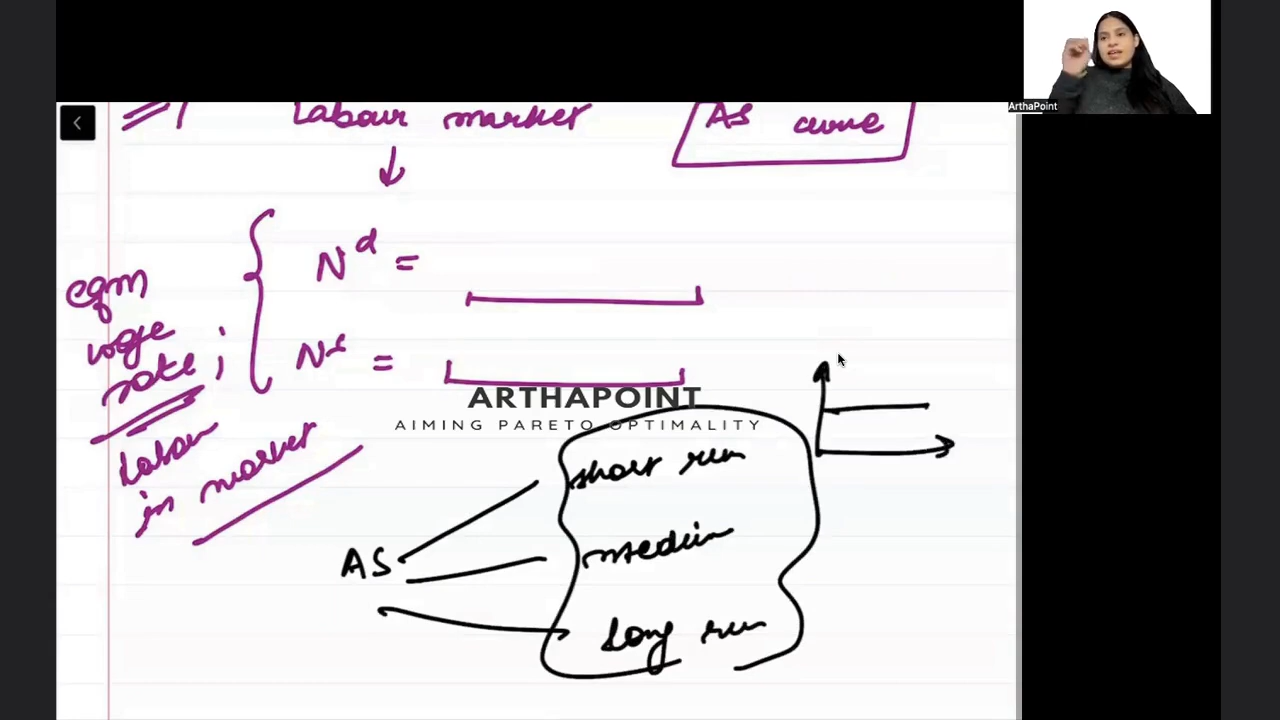 Labour market
AS curve
N^d =
eqm
wage
rate;
N^s =
Labour
in market
ARTHAPOINT
AIMING PARETO OPTIMALITY
short run
AS
medium
long run
ArthaPoint